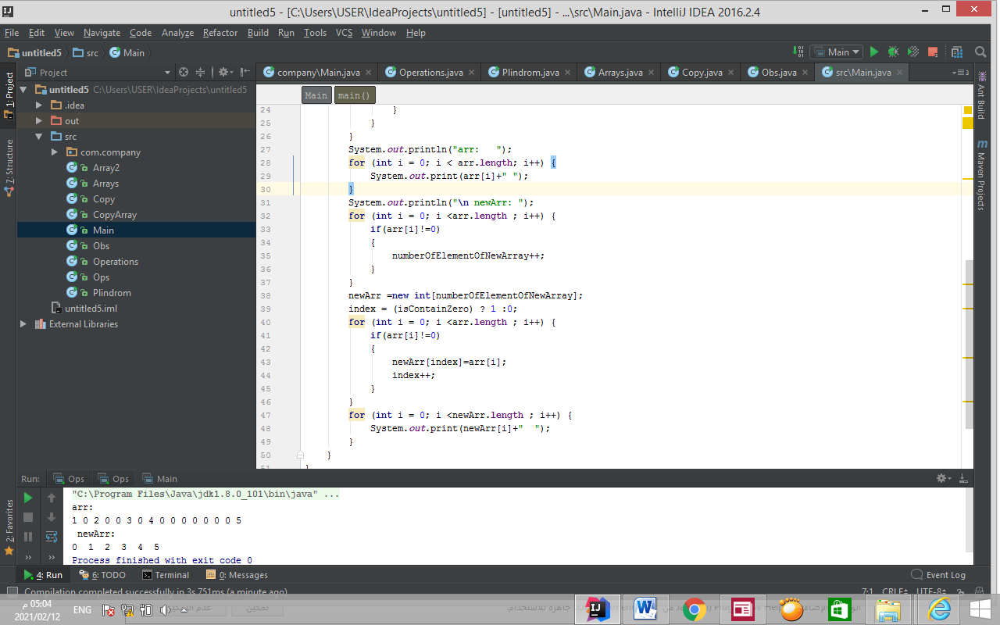 untitled5 - [C:\Users\USER\IdeaProjects\untitled5] - [untitled5] - ...\src\Main.java - IntelliJ IDEA 2016.2.4
File Edit View Navigate Code Analyze Refactor Build Run Tools VCS Window Help
untitled5 src Main
Main
Project
company\Main.java Operations.java Plindrom.java Arrays.java Copy.java Obs.java src\Main.java
1: Project
7: Structure
2: Favorites
untitled5 C:\Users\USER\IdeaProjects\untitled5
.idea
out
src
com.company
Array2
Arrays
Copy
CopyArray
Main
Obs
Operations
Ops
Plindrom
untitled5.iml
External Libraries
Main main()
24 }
25 }
26 }
27 System.out.println("arr:   ");
28 for (int i = 0; i < arr.length; i++) {
29 System.out.print(arr[i]+" ");
30 }
31 System.out.println("\n newArr: ");
32 for (int i = 0; i <arr.length ; i++) {
33 if(arr[i]!=0)
34 {
35 numberOfElementOfNewArray++;
36 }
37 }
38 newArr =new int[numberOfElementOfNewArray];
39 index = (isContainZero) ? 1 :0;
40 for (int i = 0; i <arr.length ; i++) {
41 if(arr[i]!=0)
42 {
43 newArr[index]=arr[i];
44 index++;
45 }
46 }
47 for (int i = 0; i <newArr.length ; i++) {
48 System.out.print(newArr[i]+"  ");
49 }
50 }
51 }
Ant Build
Maven Projects
Run: Ops Ops Main
"C:\Program Files\Java\jdk1.8.0_101\bin\java" ...
arr:
1 0 2 0 0 3 0 4 0 0 0 0 0 0 0 5
newArr:
0 1 2 3 4 5
Process finished with exit code 0
4: Run 6: TODO Terminal 0: Messages Event Log
Compilation completed successfully in 3s 751ms (a minute ago) 7:1 CRLF UTF-8
05:04 م
2021/02/12
ENG